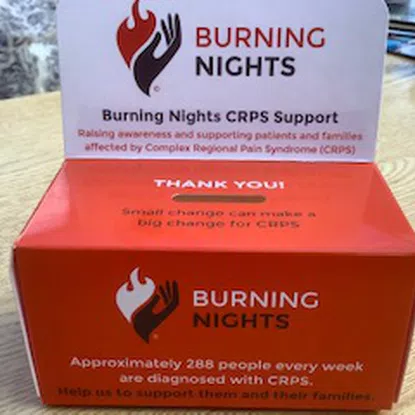 BURNING
NIGHTS
Burning Nights CRPS Support
Raising awareness and supporting patients and families
affected by Complex Regional Pain Syndrome (CRPS)
THANK YOU!
Small change can make a
big change for CRPS
BURNING
NIGHTS
Approximately 288 people every week
are diagnosed with CRPS.
Help us to support them and their families.